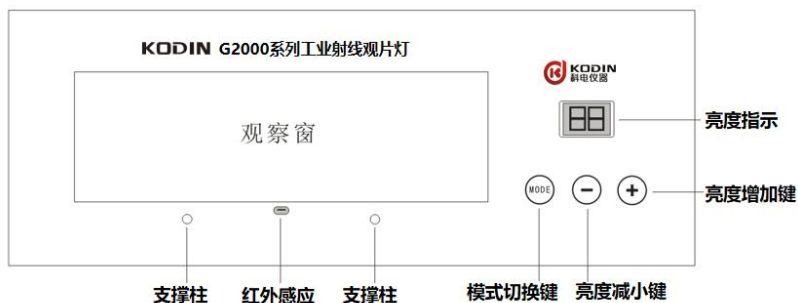 KODIN G2000系列工业射线观片灯
KODIN
科电仪器
观察窗
88
亮度指示
MODE
−
+
亮度增加键
支撑柱
红外感应
支撑柱
模式切换键
亮度减小键